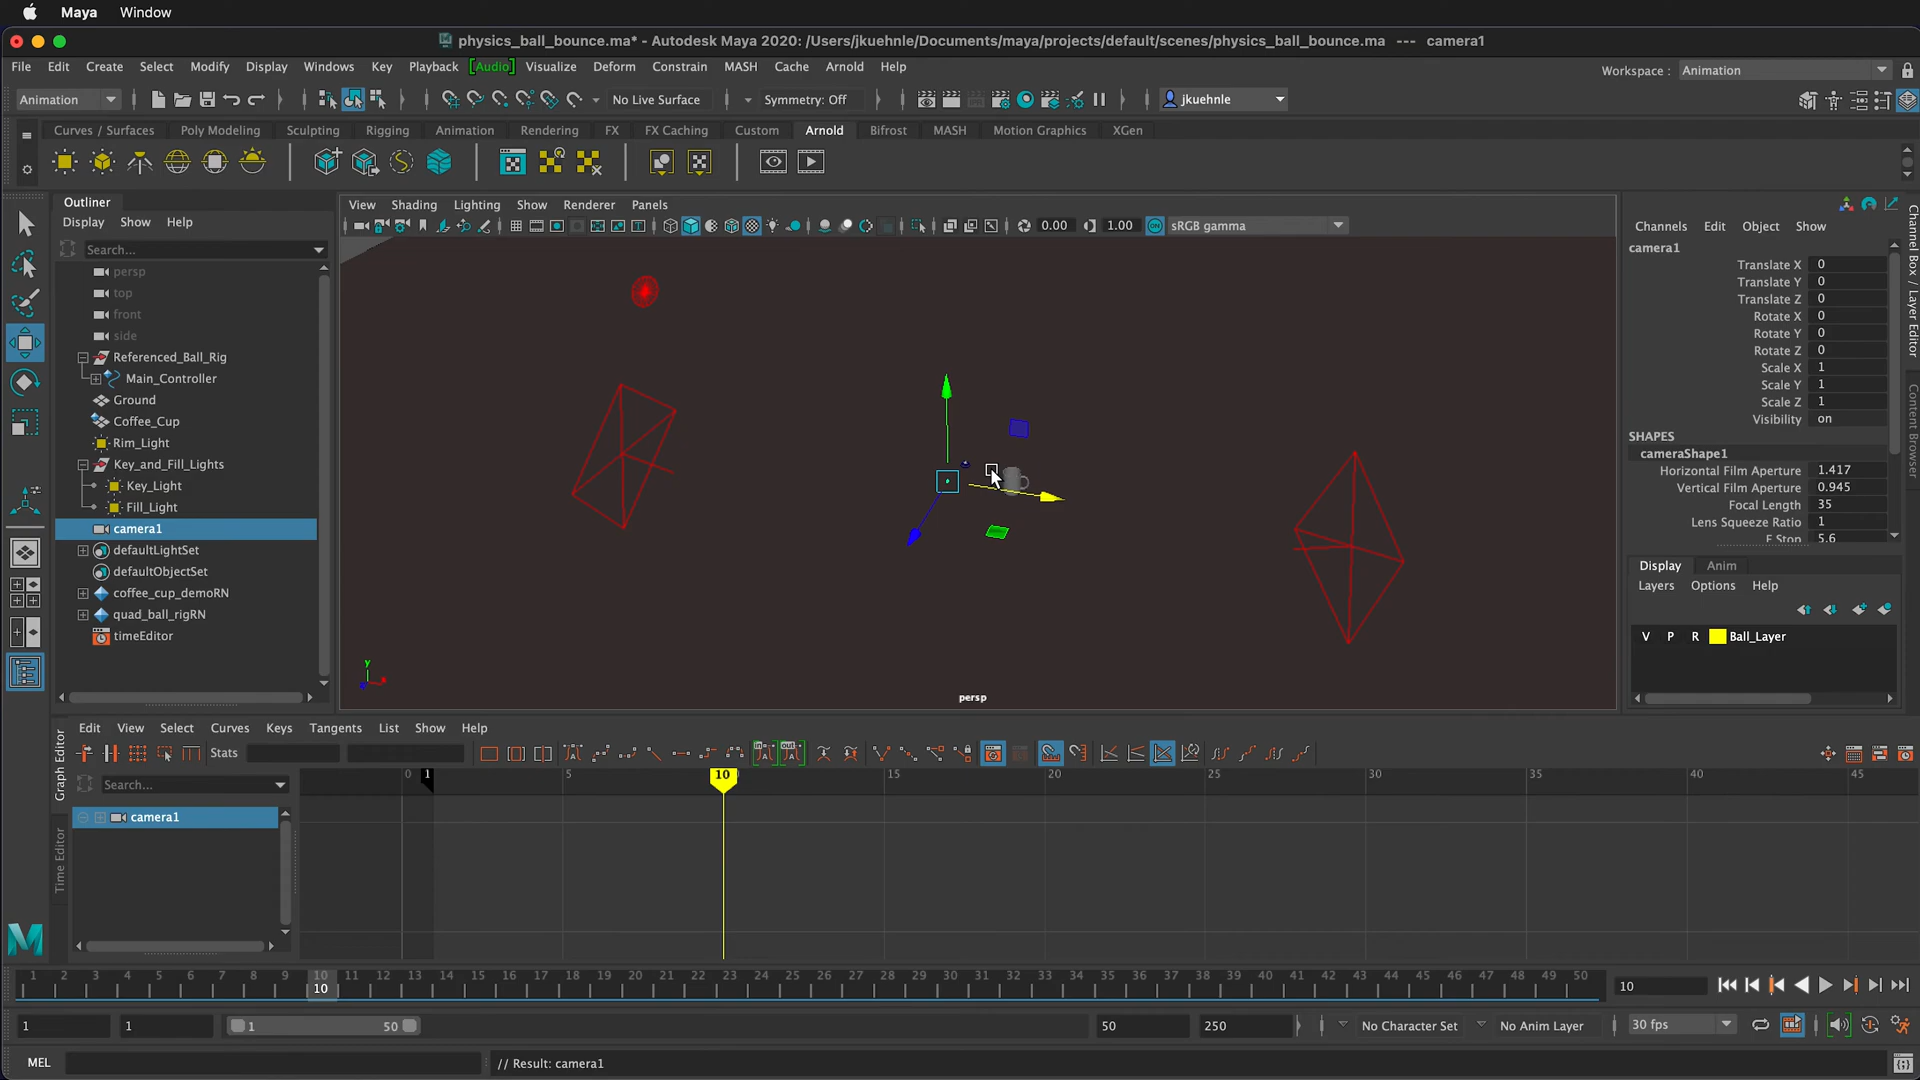 Maya Window
physics_ball_bounce.ma* - Autodesk Maya 2020: /Users/jkuehnle/Documents/maya/projects/default/scenes/physics_ball_bounce.ma --- camera1
File Edit Create Select Modify Display Windows Key Playback [Audio] Visualize Deform Constrain MASH Cache Arnold Help
Workspace : Animation
Animation No Live Surface Symmetry: Off jkuehnle
Curves / Surfaces Poly Modeling Sculpting Rigging Animation Rendering FX FX Caching Custom Arnold Bifrost MASH Motion Graphics XGen
Outliner
Display Show Help
Search...
persp
top
front
side
Referenced_Ball_Rig
Main_Controller
Ground
Coffee_Cup
Rim_Light
Key_and_Fill_Lights
Key_Light
Fill_Light
camera1
defaultLightSet
defaultObjectSet
coffee_cup_demoRN
quad_ball_rigRN
timeEditor
View Shading Lighting Show Renderer Panels
0.00 1.00 ON sRGB gamma
y
persp
Channels Edit Object Show
camera1
Translate X 0
Translate Y 0
Translate Z 0
Rotate X 0
Rotate Y 0
Rotate Z 0
Scale X 1
Scale Y 1
Scale Z 1
Visibility on
SHAPES
cameraShape1
Horizontal Film Aperture 1.417
Vertical Film Aperture 0.945
Focal Length 35
Lens Squeeze Ratio 1
F Stop 5.6
Display Anim
Layers Options Help
V P R Ball_Layer
Channel Box / Layer Editor
Content Browser
Graph Editor
Time Editor
Edit View Select Curves Keys Tangents List Show Help
Stats
Search...
camera1
0 1 5 10 15 20 25 30 35 40 45
1 2 3 4 5 6 7 8 9 10 11 12 13 14 15 16 17 18 19 20 21 22 23 24 25 26 27 28 29 30 31 32 33 34 35 36 37 38 39 40 41 42 43 44 45 46 47 48 49 50
10
10
1 1 1 50 50 250 No Character Set No Anim Layer 30 fps
MEL // Result: camera1